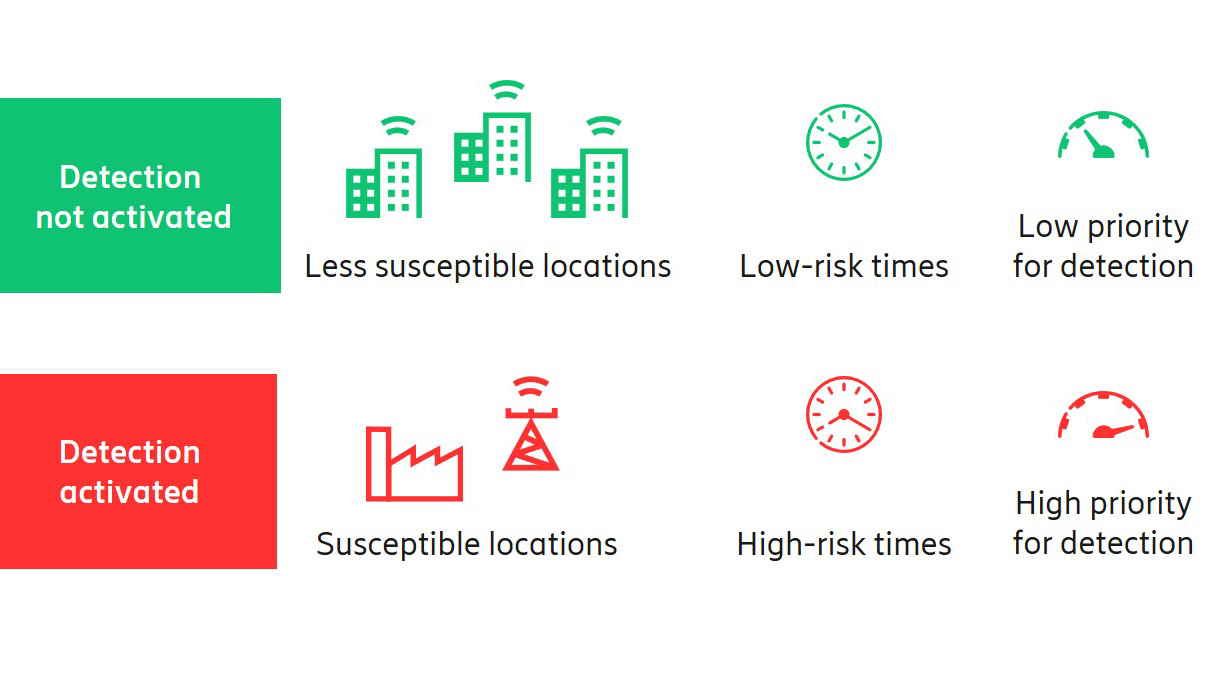 Detection
not activated
Less susceptible locations
Low-risk times
Low priority
for detection
Detection
activated
Susceptible locations
High-risk times
High priority
for detection